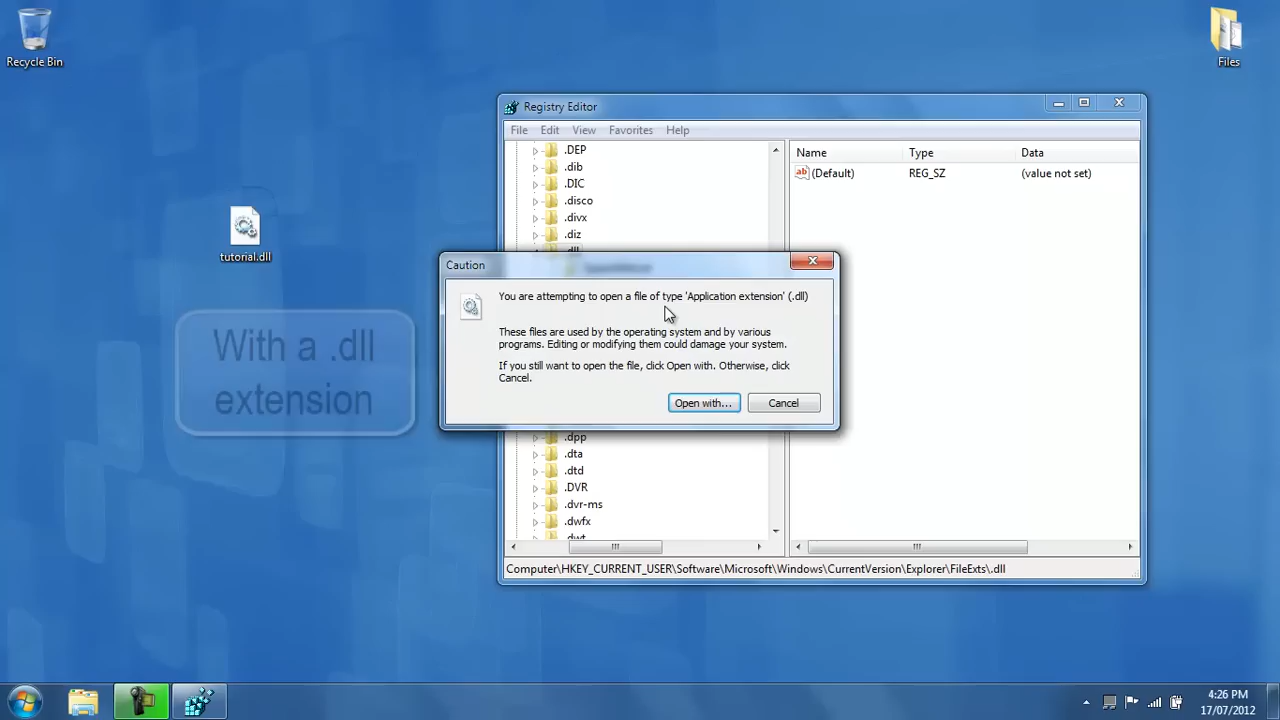 Recycle Bin
Files
tutorial.dll
With a .dll
extension
Registry Editor
File Edit View Favorites Help
.DEP
.dib
.DIC
.disco
.divx
.diz
.dll
Name Type Data
(Default) REG_SZ (value not set)
Caution
You are attempting to open a file of type 'Application extension' (.dll)
These files are used by the operating system and by various
programs. Editing or modifying them could damage your system.
If you still want to open the file, click Open with. Otherwise, click
Cancel.
Open with... Cancel
.dpp
.dta
.dtd
.DVR
.dvr-ms
.dwfx
.dwt
Computer\HKEY_CURRENT_USER\Software\Microsoft\Windows\CurrentVersion\Explorer\FileExts\.dll
4:26 PM
17/07/2012